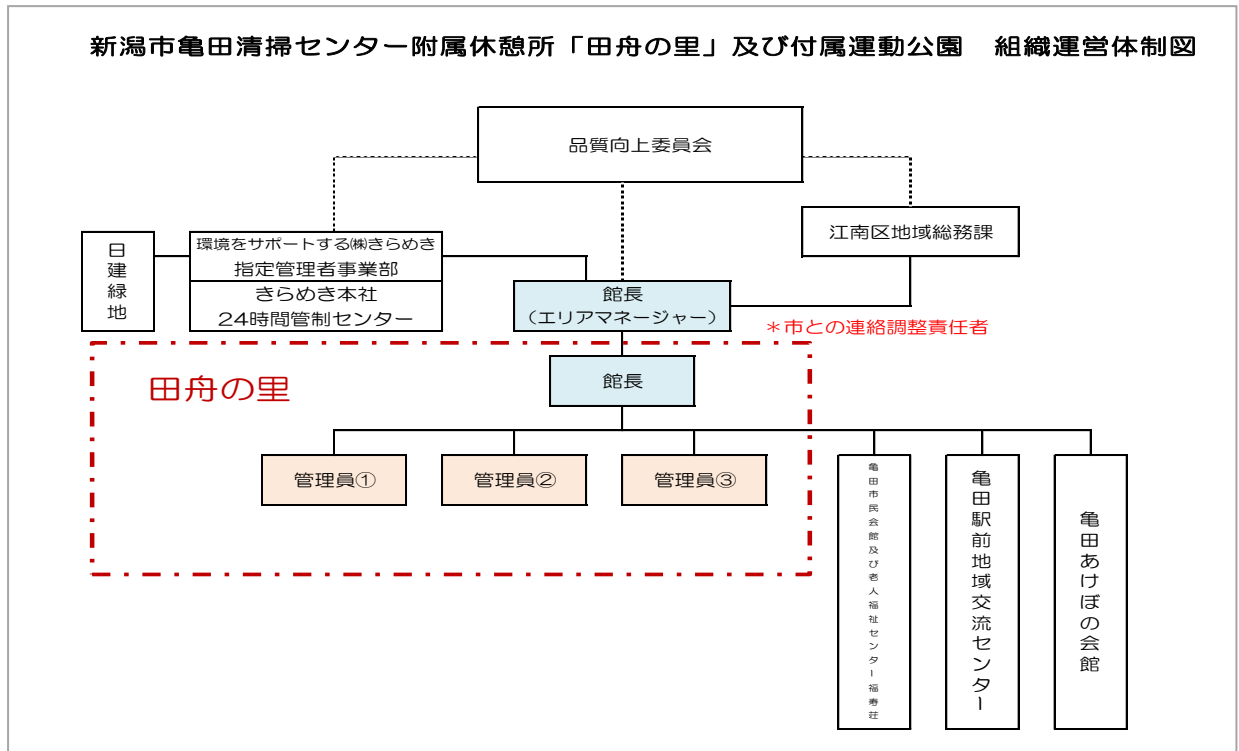 新潟市亀田清掃センター附属休憩所「田舟の里」及び付属運動公園　組織運営体制図
品質向上委員会
日建緑地
環境をサポートする㈱きらめき
指定管理者事業部
きらめき本社
24時間管制センター
江南区地域総務課
館長
（エリアマネージャー）
＊市との連絡調整責任者
田舟の里
館長
管理員①
管理員②
管理員③
亀田市民会館及び老人福祉センター福寿荘
亀田駅前地域交流センター
亀田あけぼの会館